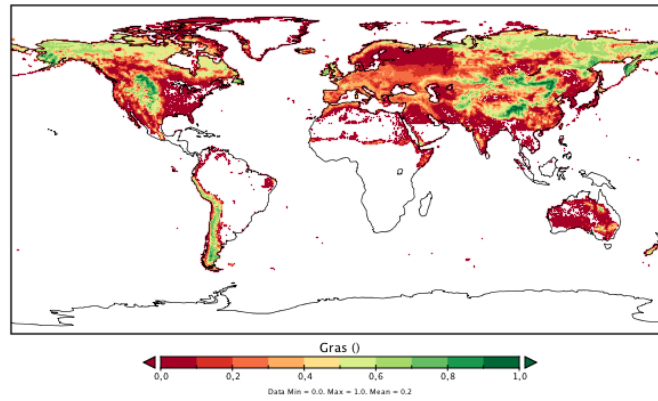 Gras ()
0,0 0,2 0,4 0,6 0,8 1,0
Data Min = 0.0, Max = 1.0, Mean = 0.2